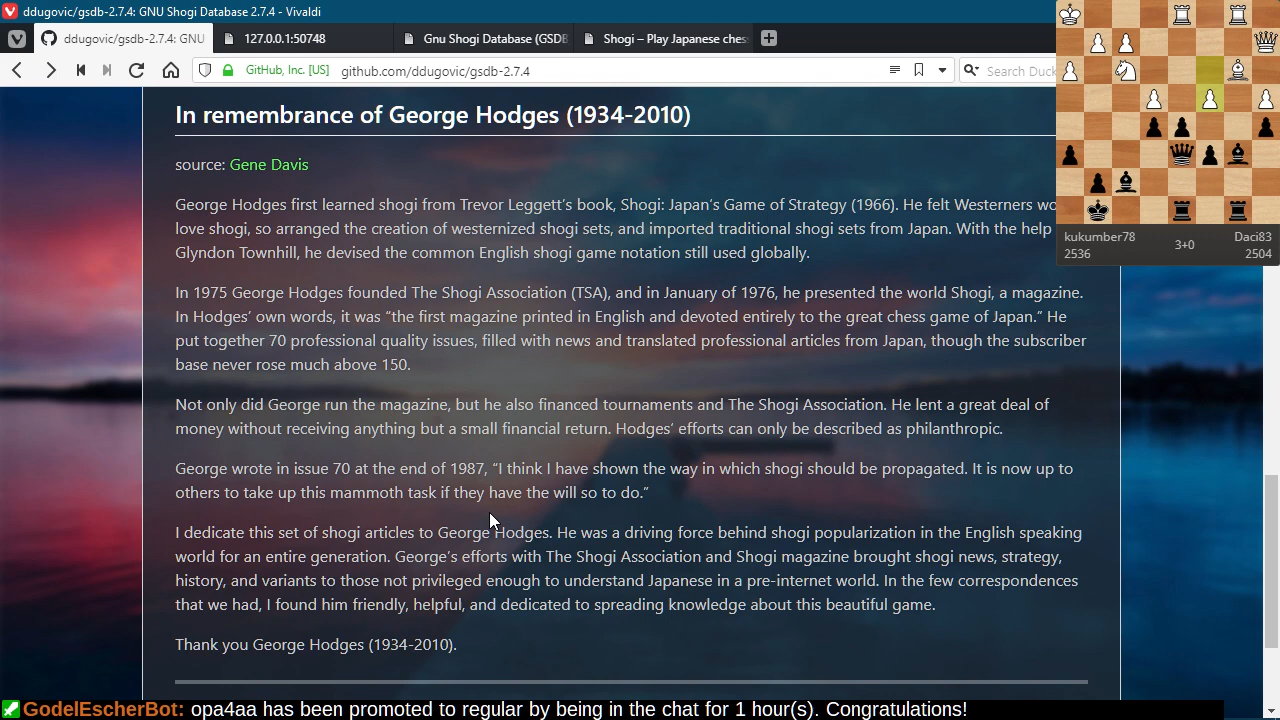 ddugovic/gsdb-2.7.4: GNU Shogi Database 2.7.4 - Vivaldi
ddugovic/gsdb-2.7.4: GNU
127.0.0.1:50748
Gnu Shogi Database (GSDB
Shogi – Play Japanese ches
GitHub, Inc. [US]
github.com/ddugovic/gsdb-2.7.4
Search Duck
In remembrance of George Hodges (1934-2010)
source: Gene Davis
George Hodges first learned shogi from Trevor Leggett’s book, Shogi: Japan’s Game of Strategy (1966). He felt Westerners wo
love shogi, so arranged the creation of westernized shogi sets, and imported traditional shogi sets from Japan. With the help
Glyndon Townhill, he devised the common English shogi game notation still used globally.
In 1975 George Hodges founded The Shogi Association (TSA), and in January of 1976, he presented the world Shogi, a magazine.
In Hodges’ own words, it was “the first magazine printed in English and devoted entirely to the great chess game of Japan.” He
put together 70 professional quality issues, filled with news and translated professional articles from Japan, though the subscriber
base never rose much above 150.
Not only did George run the magazine, but he also financed tournaments and The Shogi Association. He lent a great deal of
money without receiving anything but a small financial return. Hodges’ efforts can only be described as philanthropic.
George wrote in issue 70 at the end of 1987, “I think I have shown the way in which shogi should be propagated. It is now up to
others to take up this mammoth task if they have the will so to do.”
I dedicate this set of shogi articles to George Hodges. He was a driving force behind shogi popularization in the English speaking
world for an entire generation. George’s efforts with The Shogi Association and Shogi magazine brought shogi news, strategy,
history, and variants to those not privileged enough to understand Japanese in a pre-internet world. In the few correspondences
that we had, I found him friendly, helpful, and dedicated to spreading knowledge about this beautiful game.
Thank you George Hodges (1934-2010).
kukumber78
2536
3+0
Daci83
2504
GodelEscherBot: opa4aa has been promoted to regular by being in the chat for 1 hour(s). Congratulations!